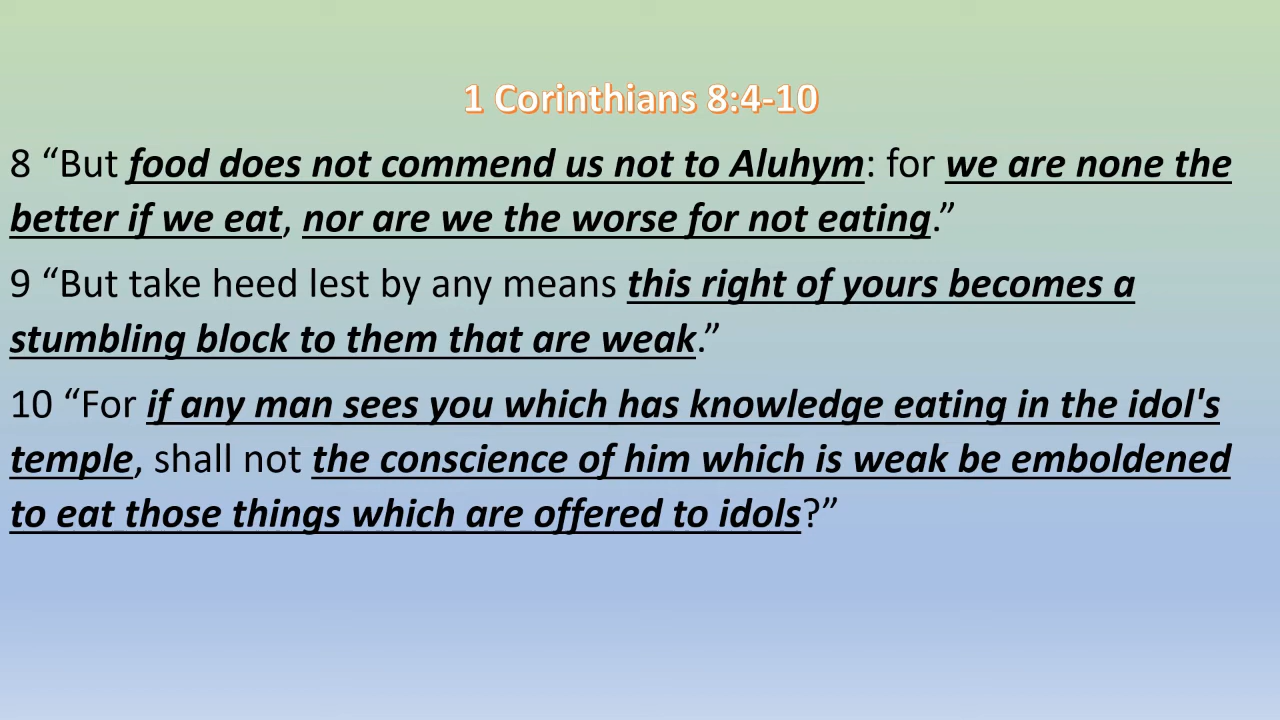 1 Corinthians 8:4-10
8 “But food does not commend us not to Aluhym: for we are none the
better if we eat, nor are we the worse for not eating.”
9 “But take heed lest by any means this right of yours becomes a
stumbling block to them that are weak.”
10 “For if any man sees you which has knowledge eating in the idol's
temple, shall not the conscience of him which is weak be emboldened
to eat those things which are offered to idols?”